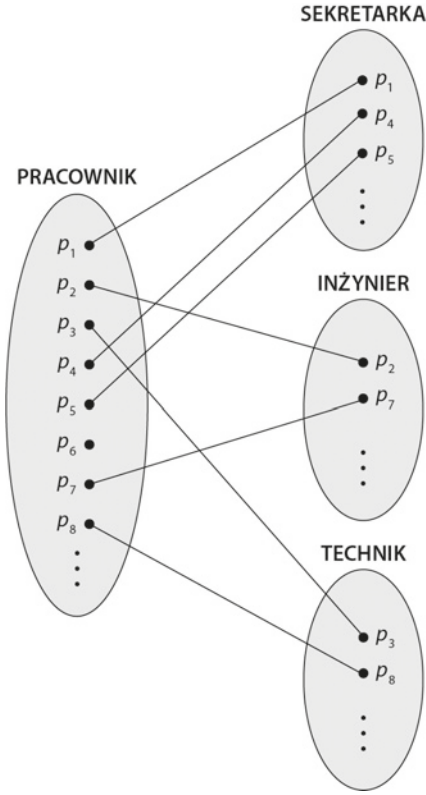 SEKRETARKA
p1
p4
p5
PRACOWNIK
p1
p2
p3
p4
p5
p6
p7
p8
INŻYNIER
p2
p7
TECHNIK
p3
p8